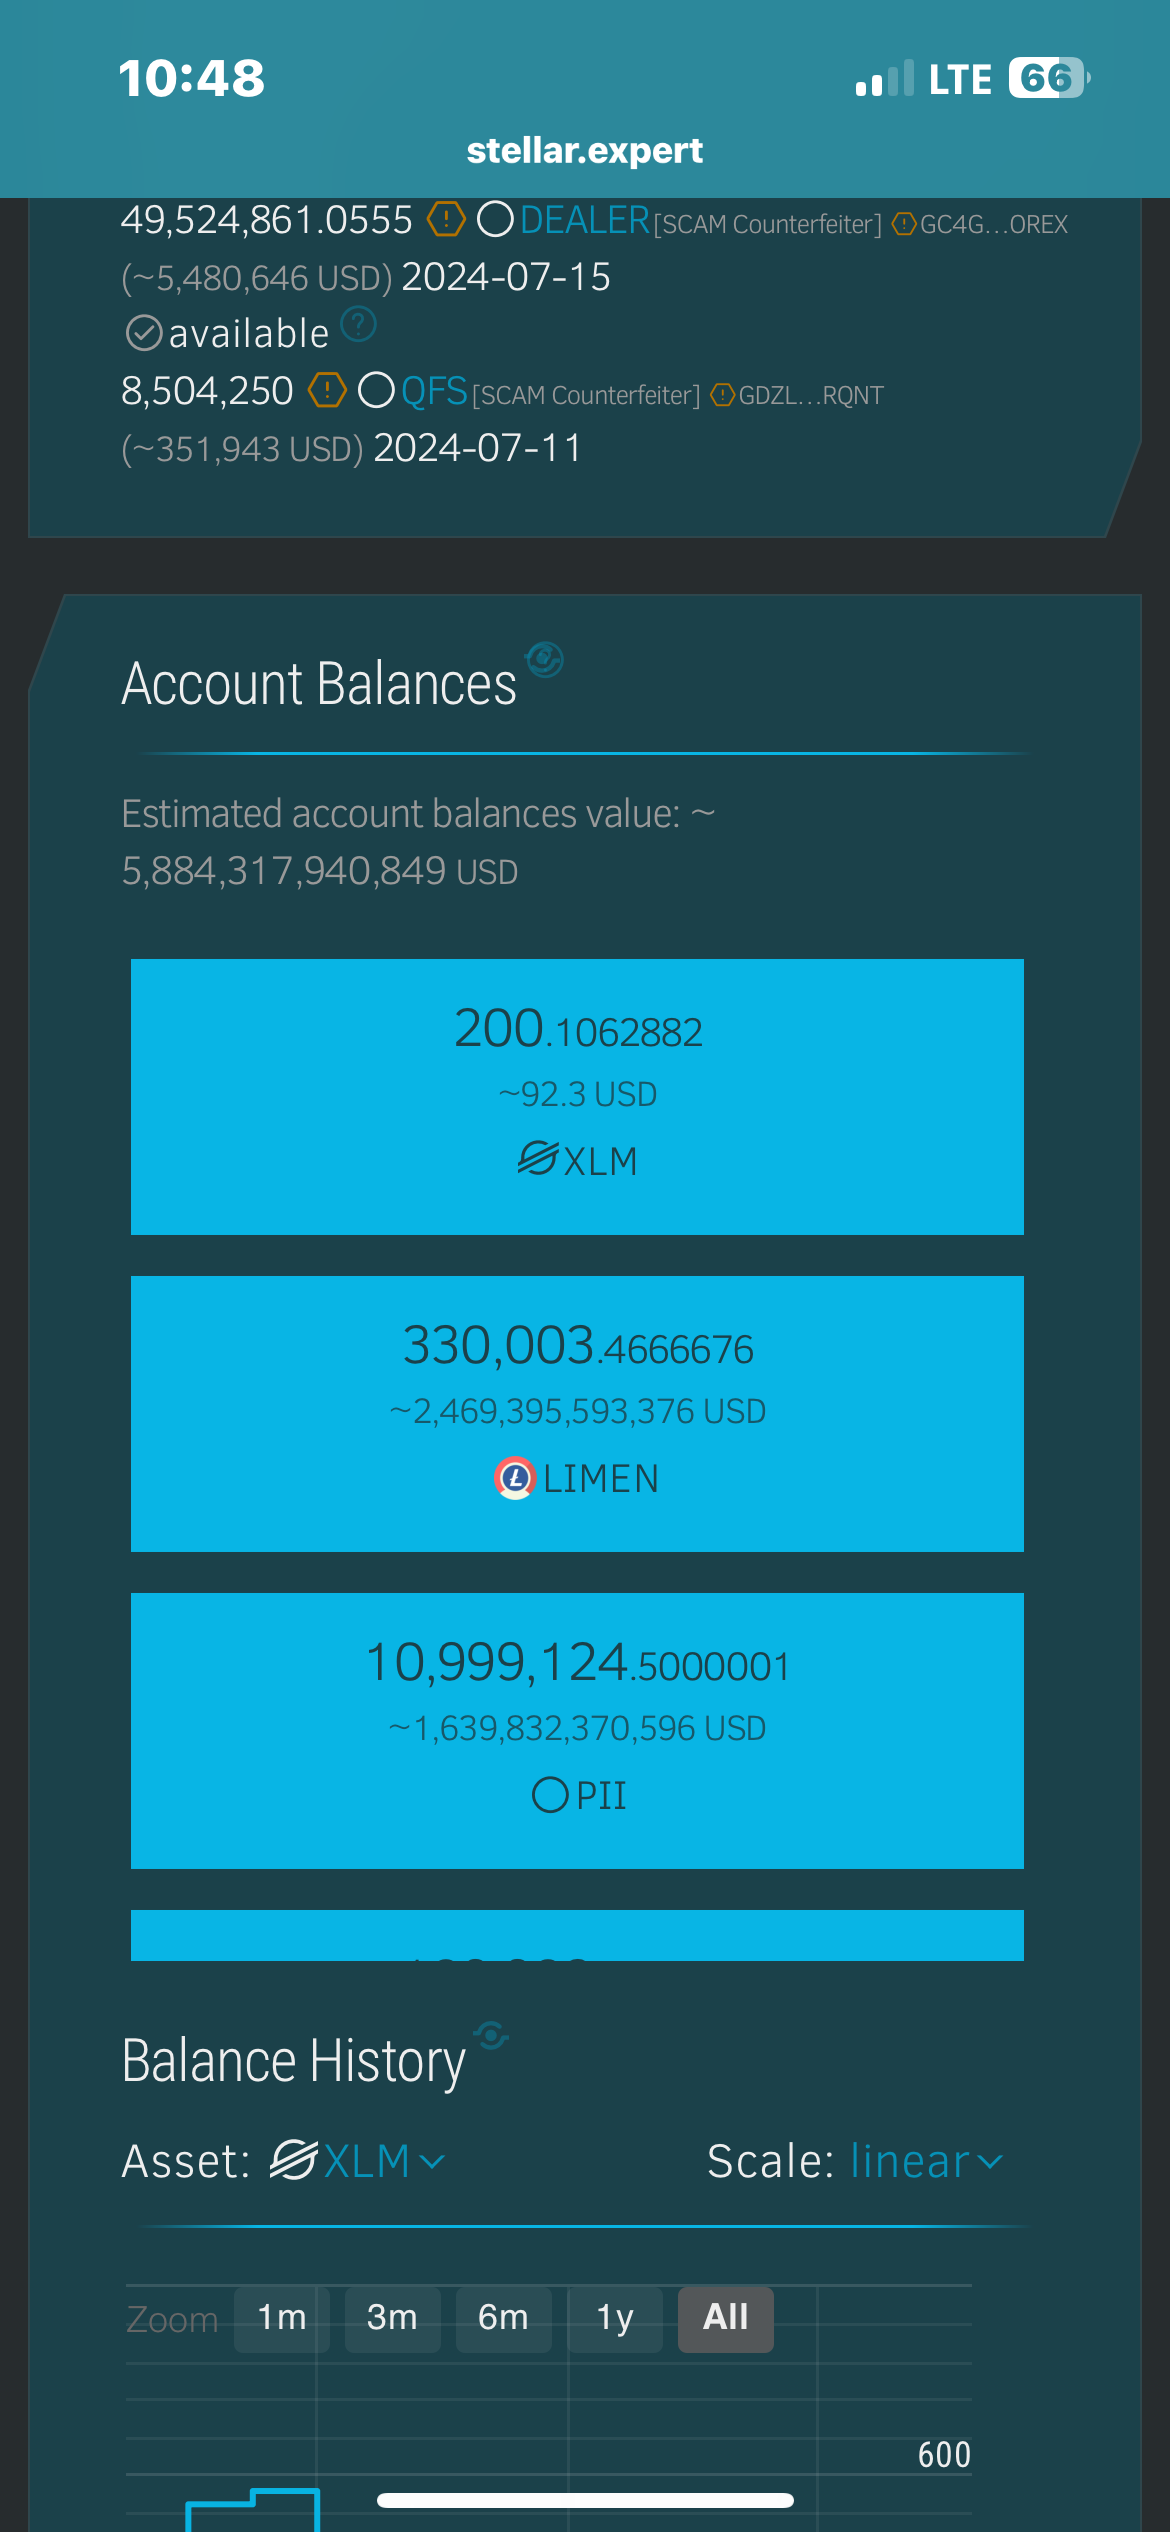 10:48
LTE 66
stellar.expert
49,524,861.0555 DEALER [SCAM Counterfeiter] GC4G...OREX
(~5,480,646 USD) 2024-07-15
available
8,504,250 QFS [SCAM Counterfeiter] GDZL...RQNT
(~351,943 USD) 2024-07-11
Account Balances
Estimated account balances value: ~
5,884,317,940,849 USD
200.1062882
~92.3 USD
XLM
330,003.4666676
~2,469,395,593,376 USD
LIMEN
10,999,124.5000001
~1,639,832,370,596 USD
PII
Balance History
Asset: XLM Scale: linear
Zoom 1m 3m 6m 1y All
600